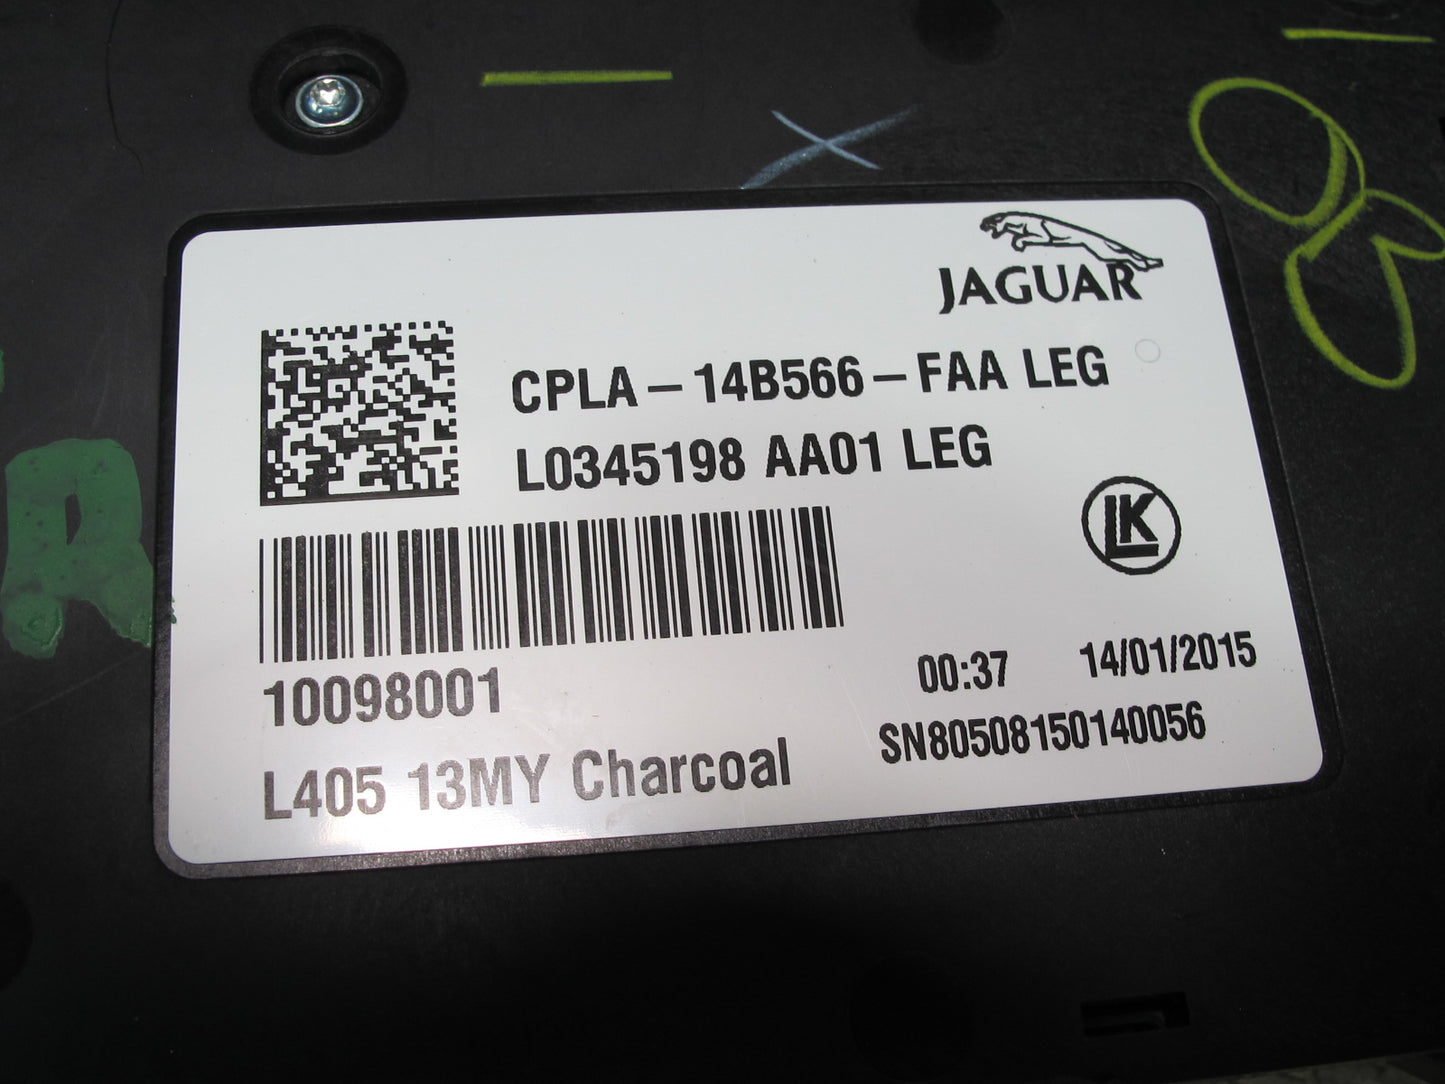 JAGUAR
CPLA-14B566-FAA LEG
L0345198 AA01 LEG
LK
10098001
00:37 14/01/2015
SN80508150140056
L405 13MY Charcoal